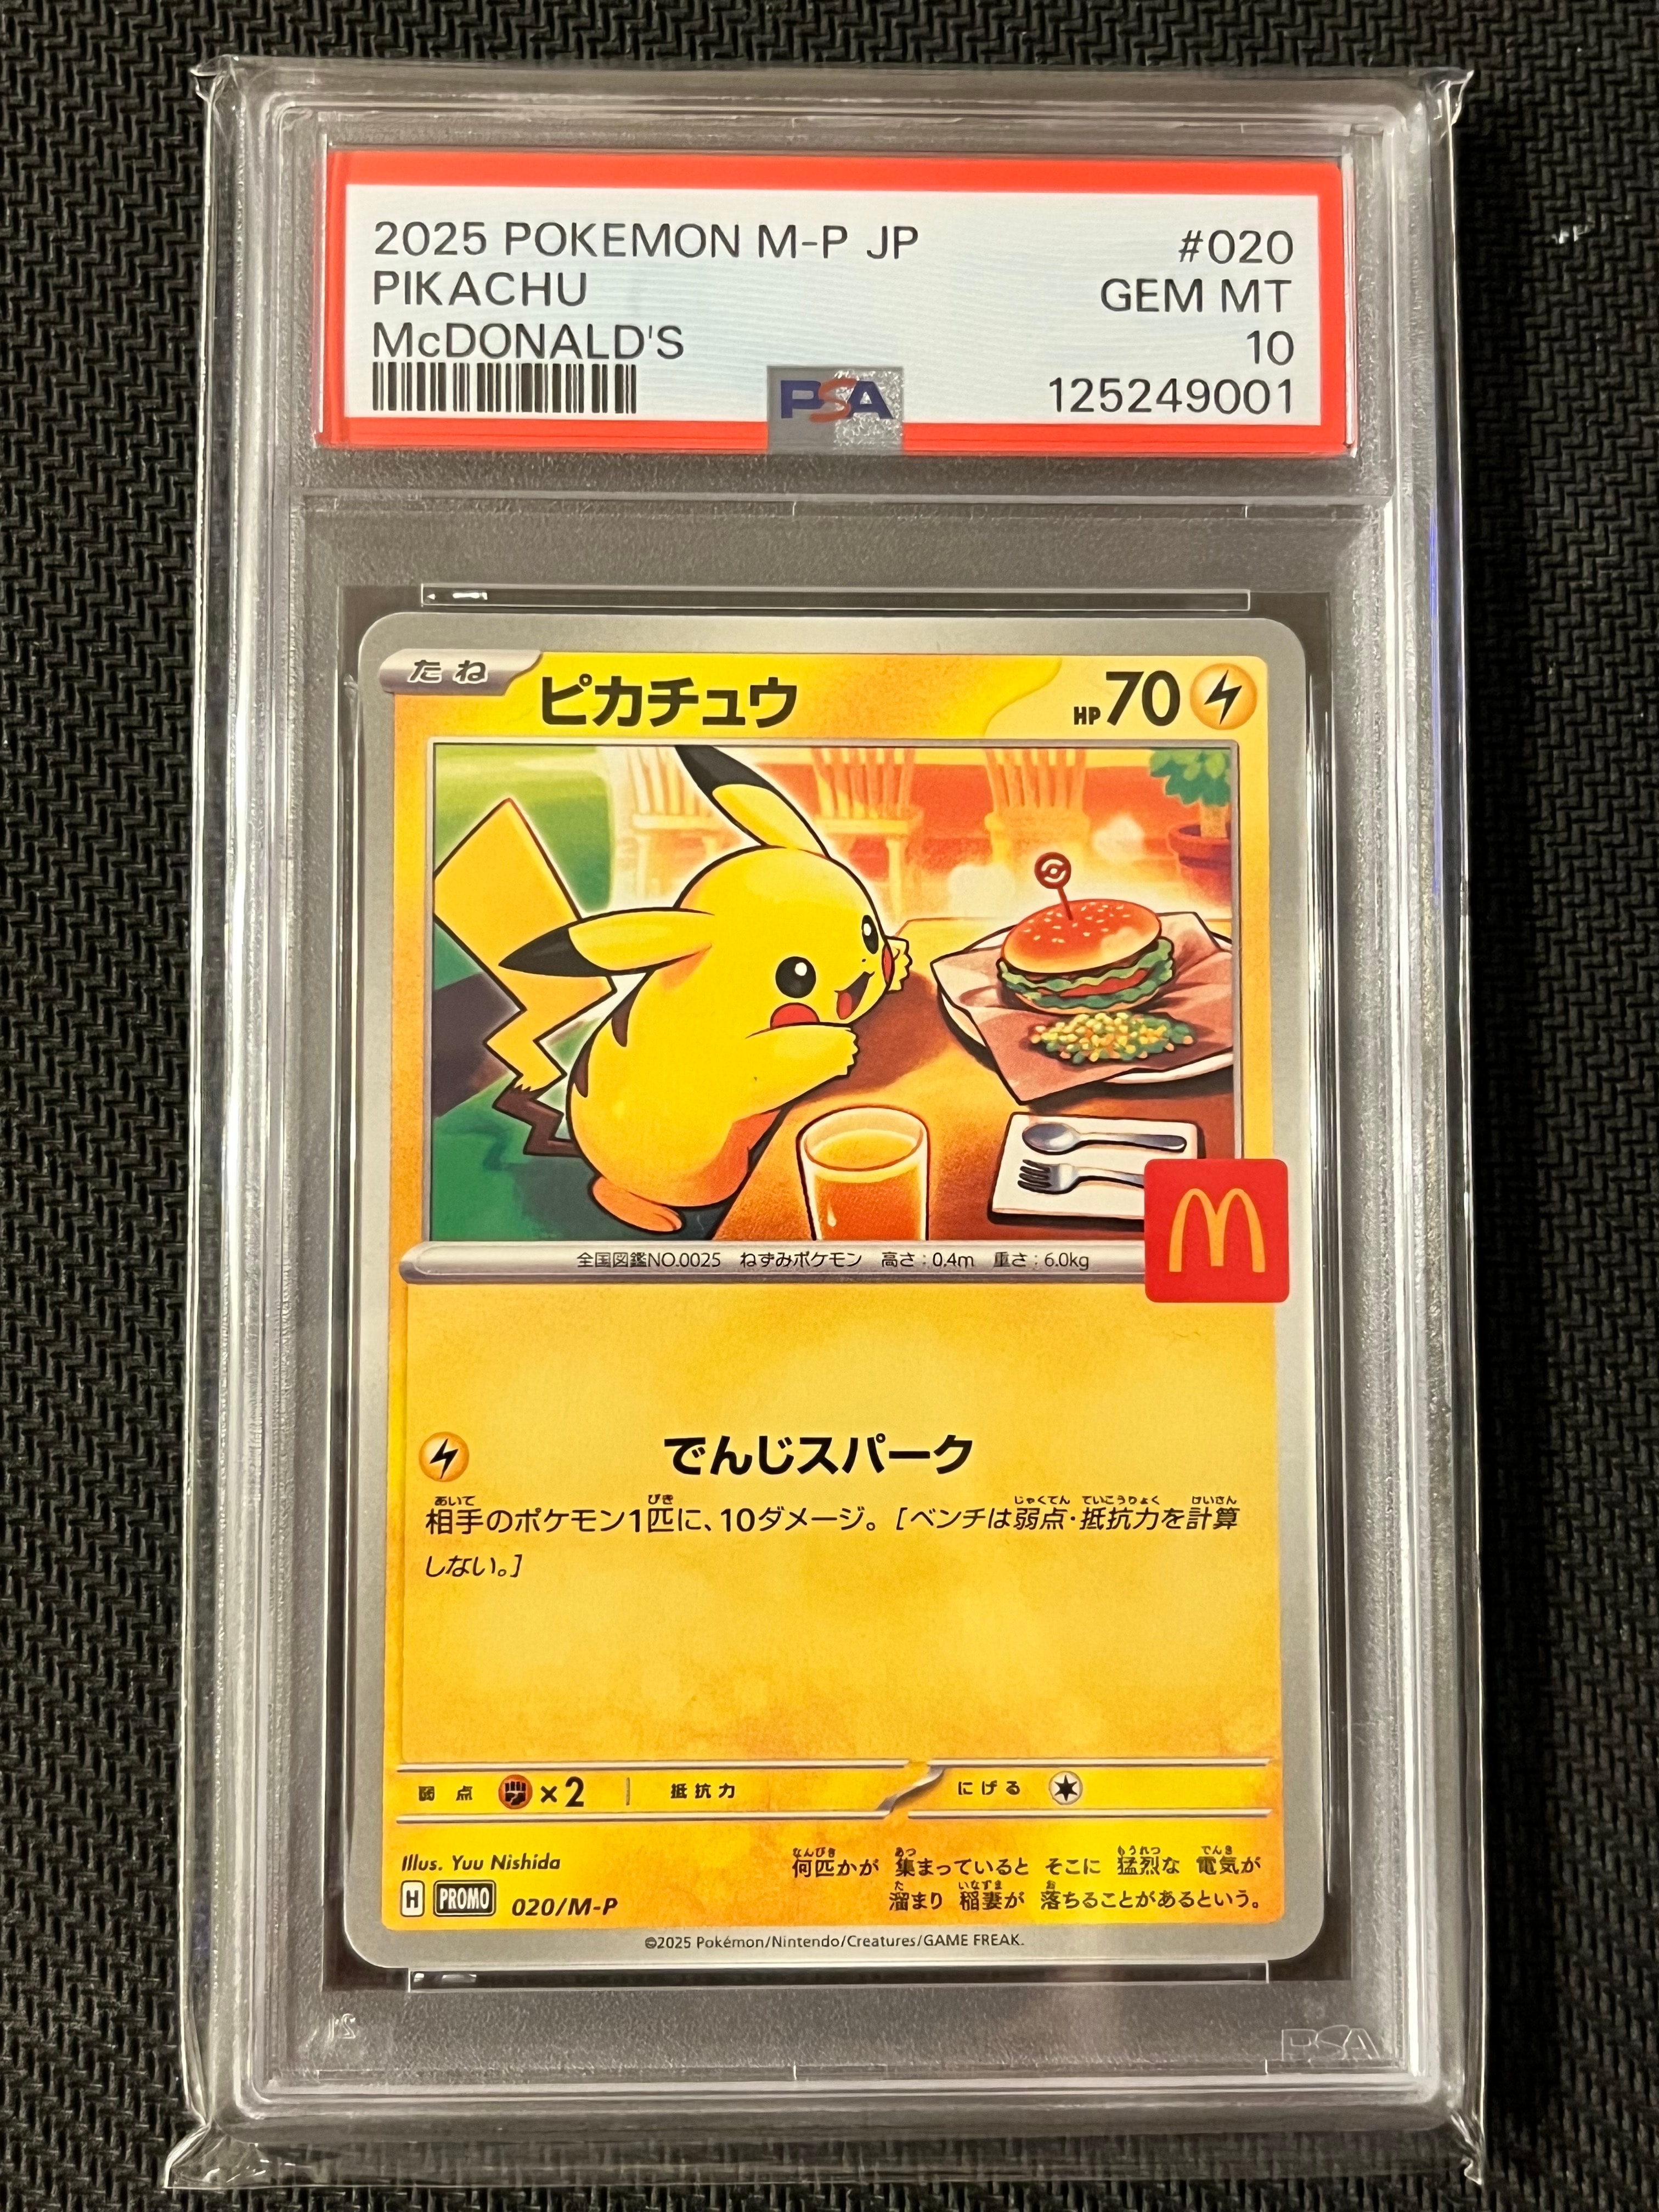 2025 POKEMON M-P JP #020
PIKACHU GEM MT
McDONALD'S 10
PSA 125249001
たね ピカチュウ HP70
M
全国図鑑NO.0025 ねずみポケモン 高さ:0.4m 重さ:6.0kg
でんじスパーク
相手のポケモン1匹に、10ダメージ。[ベンチは弱点・抵抗力を計算
しない。]
弱点 ×2 抵抗力 にげる
Illus. Yuu Nishida
H PROMO 020/M-P
何匹かが 集まっていると そこに 猛烈な 電気が
溜まり 稲妻が 落ちることがあるという。
©2025 Pokémon/Nintendo/Creatures/GAME FREAK.
PSA